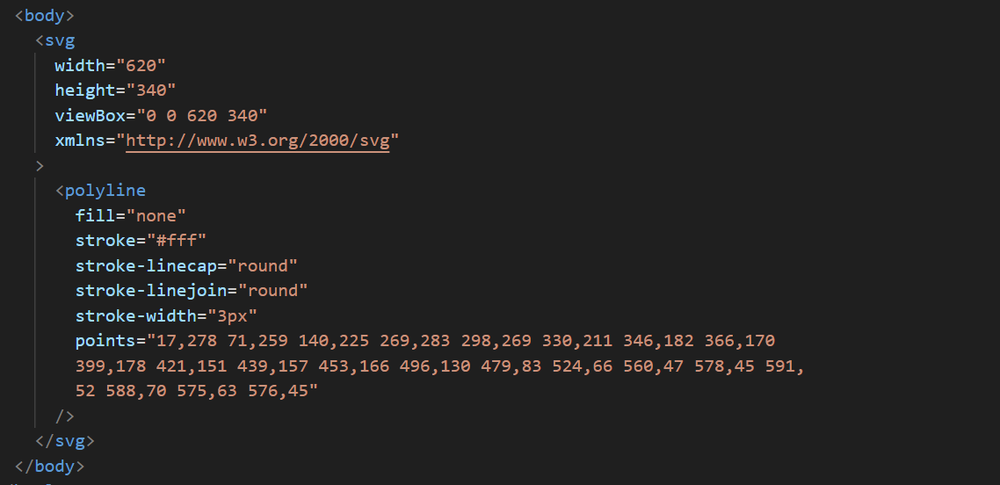 <body>
<svg
width="620"
height="340"
viewBox="0 0 620 340"
xmlns="http://www.w3.org/2000/svg"
>
<polyline
fill="none"
stroke="#fff"
stroke-linecap="round"
stroke-linejoin="round"
stroke-width="3px"
points="17,278 71,259 140,225 269,283 298,269 330,211 346,182 366,170
399,178 421,151 439,157 453,166 496,130 479,83 524,66 560,47 578,45 591,
52 588,70 575,63 576,45"
/>
</svg>
</body>